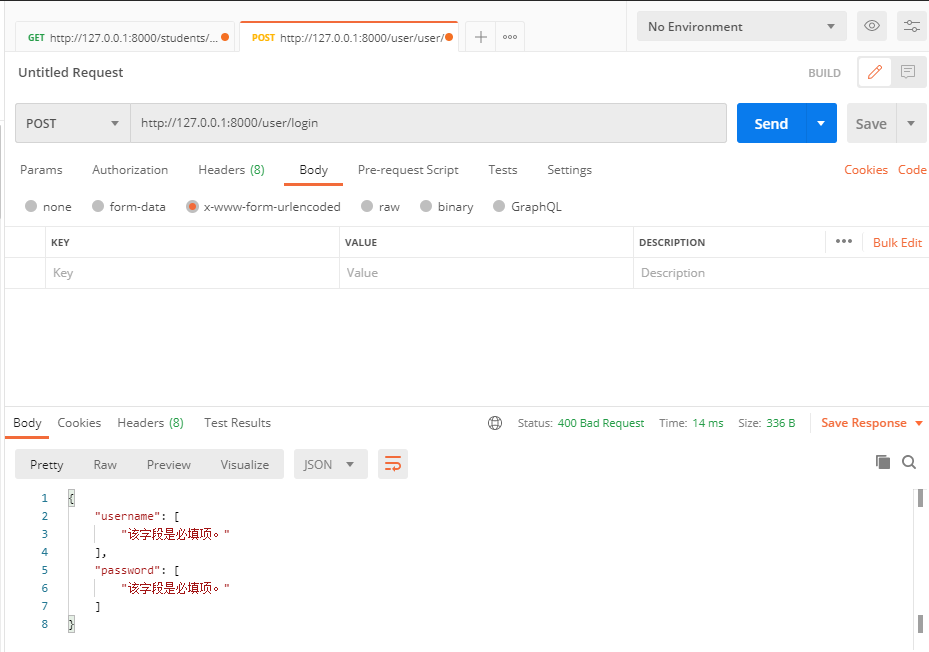 GET http://127.0.0.1:8000/students/...
POST http://127.0.0.1:8000/user/user/
No Environment
Untitled Request
BUILD
POST
http://127.0.0.1:8000/user/login
Send
Save
Params Authorization Headers (8) Body Pre-request Script Tests Settings Cookies Code
none form-data x-www-form-urlencoded raw binary GraphQL
KEY VALUE DESCRIPTION Bulk Edit
Key Value Description
Body Cookies Headers (8) Test Results Status: 400 Bad Request Time: 14 ms Size: 336 B Save Response
Pretty Raw Preview Visualize JSON
1 {
2 "username": [
3 "该字段是必填项。"
4 ],
5 "password": [
6 "该字段是必填项。"
7 ]
8 }